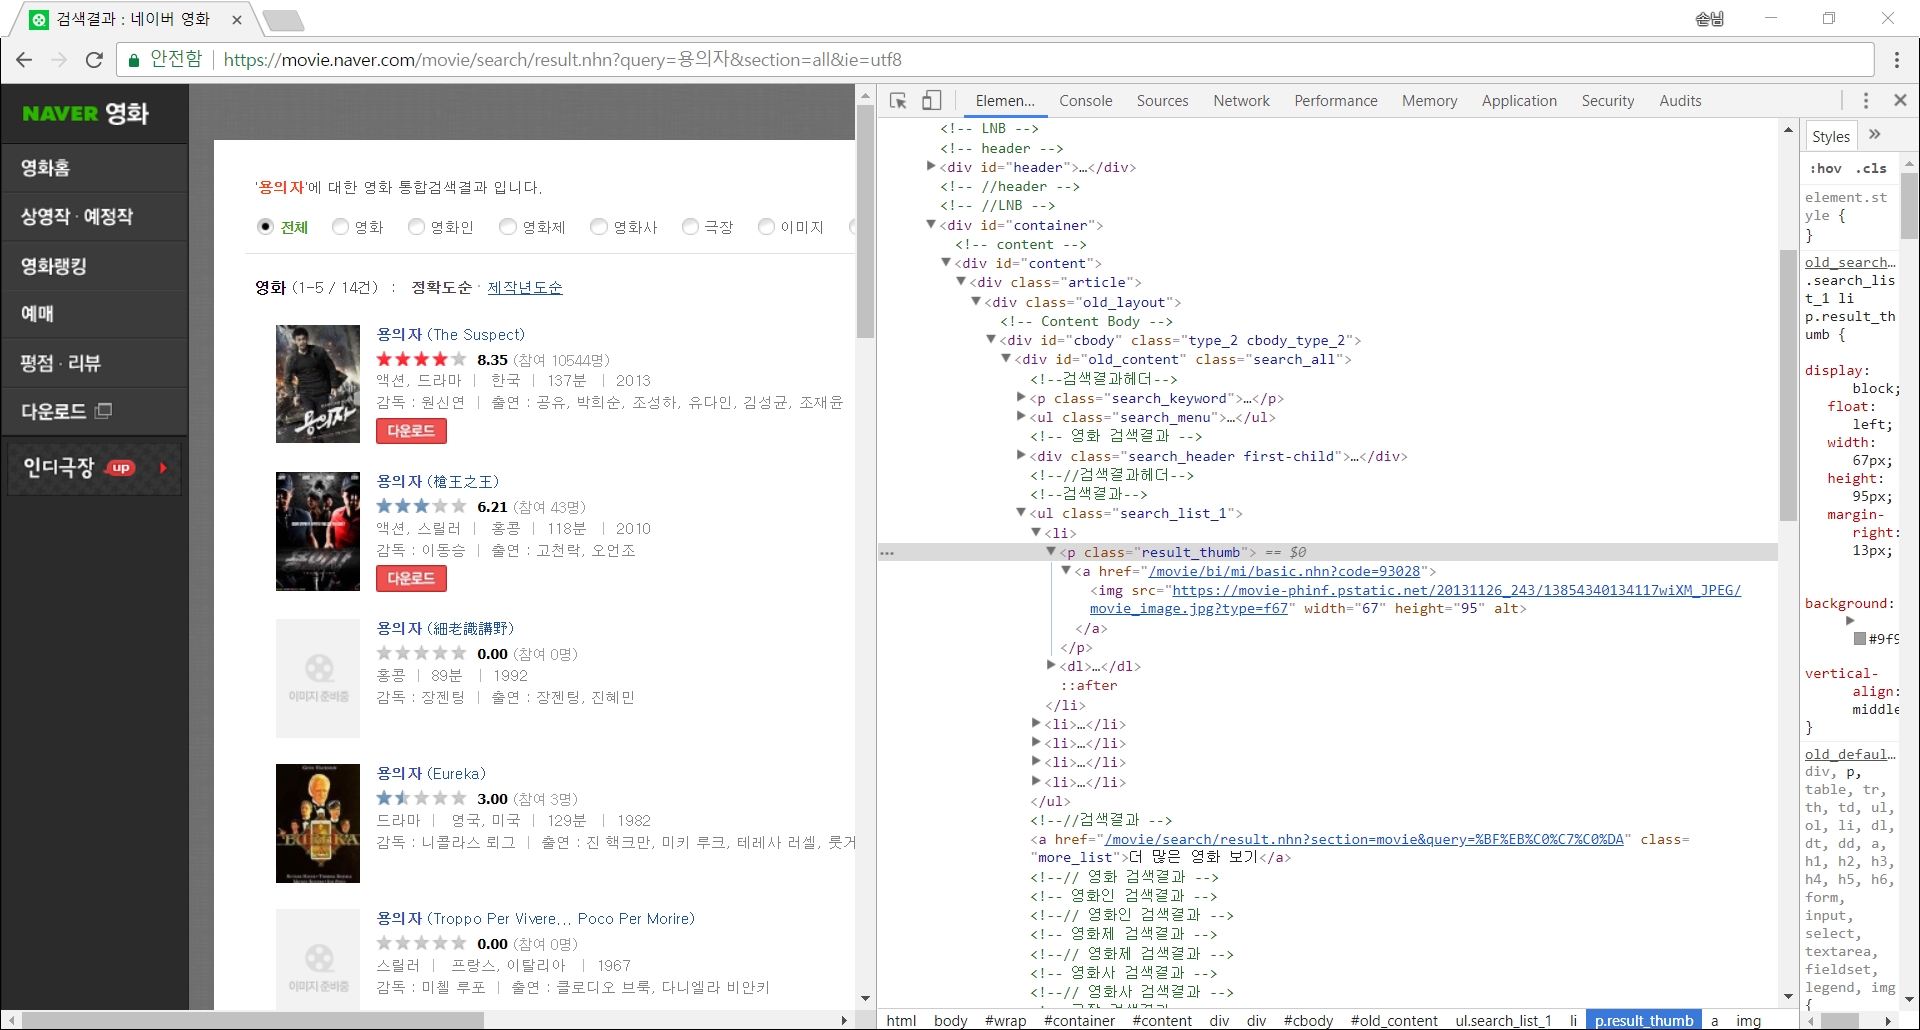 검색결과 : 네이버 영화
손님
안전함
https://movie.naver.com/movie/search/result.nhn?query=용의자&section=all&ie=utf8
NAVER 영화
영화홈
상영작 · 예정작
영화랭킹
예매
평점 · 리뷰
다운로드
인디극장 up
'용의자'에 대한 영화 통합검색결과 입니다.
전체 영화 영화인 영화제 영화사 극장 이미지
영화 (1-5 / 14건) : 정확도순 · 제작년도순
용의자 (The Suspect)
8.35 (참여 10544명)
액션, 드라마 | 한국 | 137분 | 2013
감독 : 원신연 | 출연 : 공유, 박희순, 조성하, 유다인, 김성균, 조재윤
다운로드
용의자
용의자 (槍王之王)
6.21 (참여 43명)
액션, 스릴러 | 홍콩 | 118분 | 2010
감독 : 이동승 | 출연 : 고천락, 오언조
다운로드
용의자 (細老識講野)
0.00 (참여 0명)
홍콩 | 89분 | 1992
감독 : 장젠팅 | 출연 : 장젠팅, 진혜민
이미지 준비중
용의자 (Eureka)
3.00 (참여 3명)
드라마 | 영국, 미국 | 129분 | 1982
감독 : 니콜라스 뢰그 | 출연 : 진 핵크만, 미키 루크, 테레사 러셀, 룻거
EUREKA
용의자 (Troppo Per Vivere... Poco Per Morire)
0.00 (참여 0명)
스릴러 | 프랑스, 이탈리아 | 1967
감독 : 미첼 루포 | 출연 : 클로디오 브룩, 다니엘라 비안키
이미지 준비중
Elemen... Console Sources Network Performance Memory Application Security Audits
<!-- LNB -->
<!-- header -->
<div id="header">…</div>
<!-- //header -->
<!-- //LNB -->
<div id="container">
<!-- content -->
<div id="content">
<div class="article">
<div class="old_layout">
<!-- Content Body -->
<div id="cbody" class="type_2 cbody_type_2">
<div id="old_content" class="search_all">
<!--검색결과헤더-->
<p class="search_keyword">…</p>
<ul class="search_menu">…</ul>
<!-- 영화 검색결과 -->
<div class="search_header first-child">…</div>
<!--//검색결과헤더-->
<!--검색결과-->
<ul class="search_list_1">
<li>
<p class="result_thumb"> == $0
<a href="/movie/bi/mi/basic.nhn?code=93028">
<img src="https://movie-phinf.pstatic.net/20131126_243/13854340134117wiXM_JPEG/
movie_image.jpg?type=f67" width="67" height="95" alt>
</a>
</p>
<dl>…</dl>
::after
</li>
<li>…</li>
<li>…</li>
<li>…</li>
<li>…</li>
</ul>
<!--//검색결과 -->
<a href="/movie/search/result.nhn?section=movie&query=%BF%EB%C0%C7%C0%DA" class=
"more_list">더 많은 영화 보기</a>
<!--// 영화 검색결과 -->
<!-- 영화인 검색결과 -->
<!--// 영화인 검색결과 -->
<!-- 영화제 검색결과 -->
<!--// 영화제 검색결과 -->
<!-- 영화사 검색결과 -->
<!--// 영화사 검색결과 -->
html body #wrap #container #content div div #cbody #old_content ul.search_list_1 li p.result_thumb a img
Styles »
:hov .cls
element.st
yle {
}
old_search…
.search_lis
t_1 li
p.result_th
umb {
display:
block;
float:
left;
width:
67px;
height:
95px;
margin-
right:
13px;
background:
#9f9
vertical-
align:
middle
}
old_defaul…
div, p,
table, tr,
th, td, ul,
ol, li, dl,
dt, dd, a,
h1, h2, h3,
h4, h5, h6,
form,
input,
select,
textarea,
fieldset,
legend, img
{